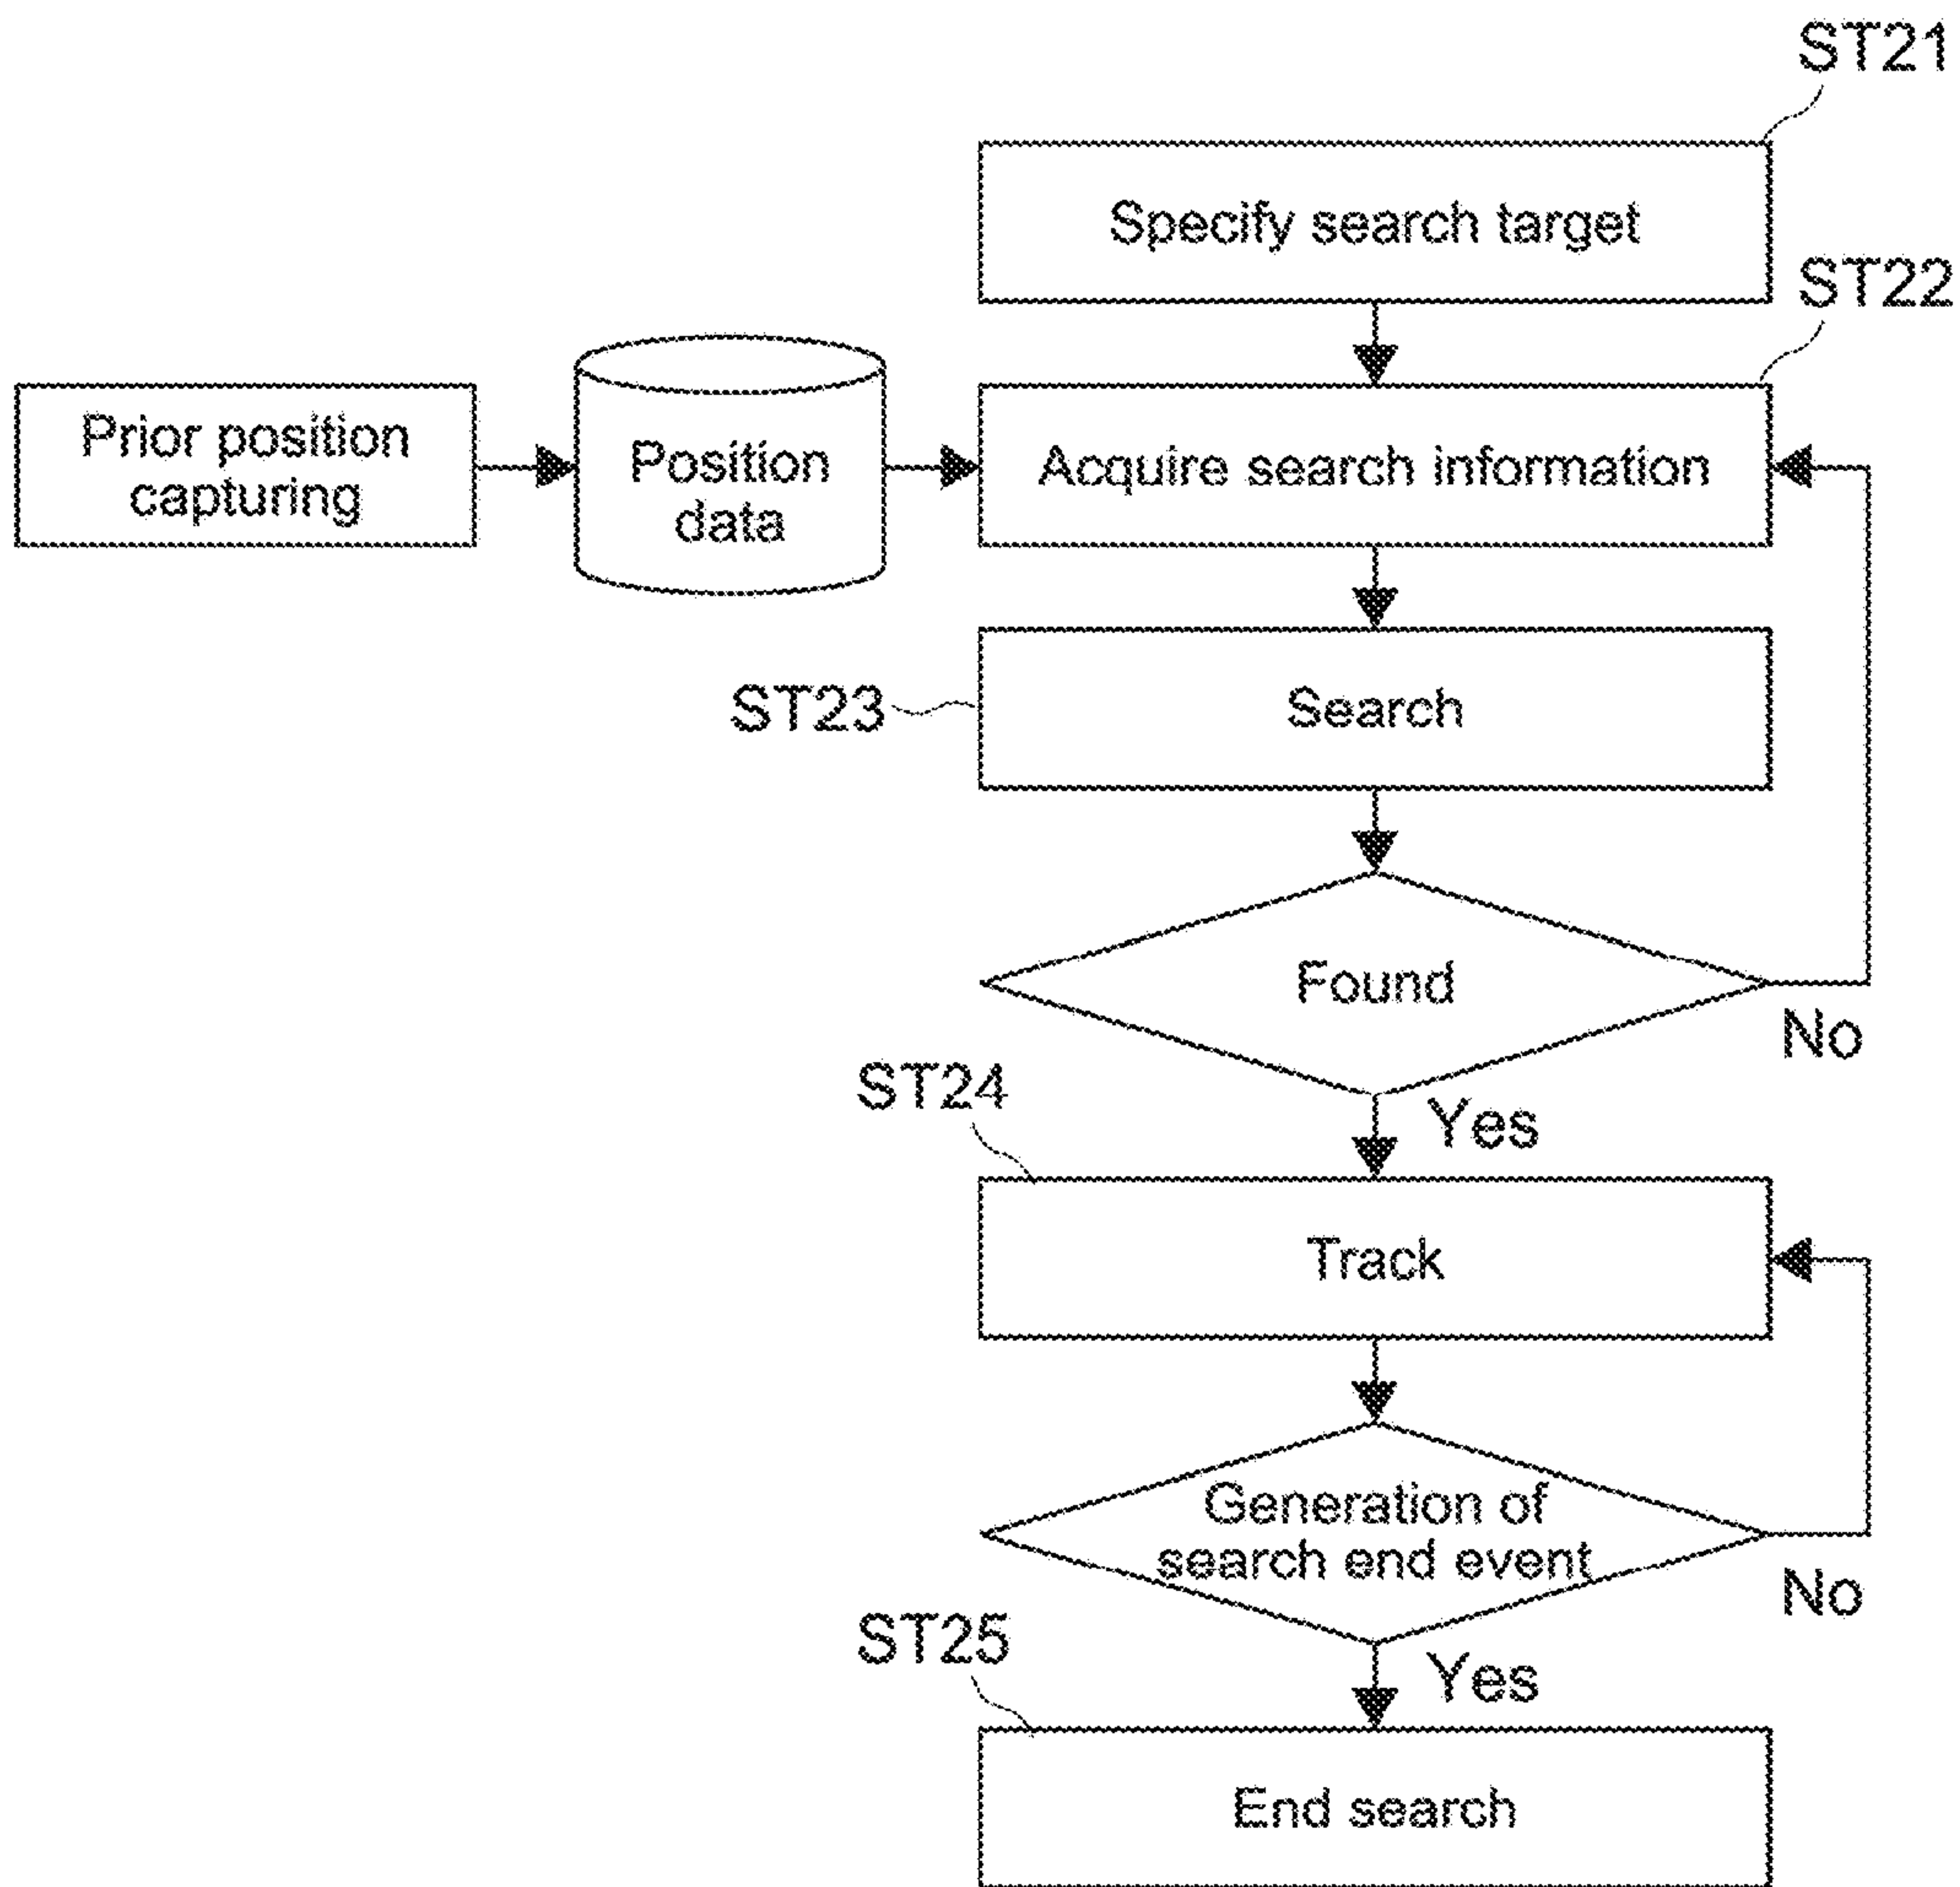 ST21
Specify search target
ST22
Prior position
capturing
Position
data
Acquire search information
ST23
Search
Found
No
ST24
Yes
Track
Generation of
search end event
No
ST25
Yes
End search